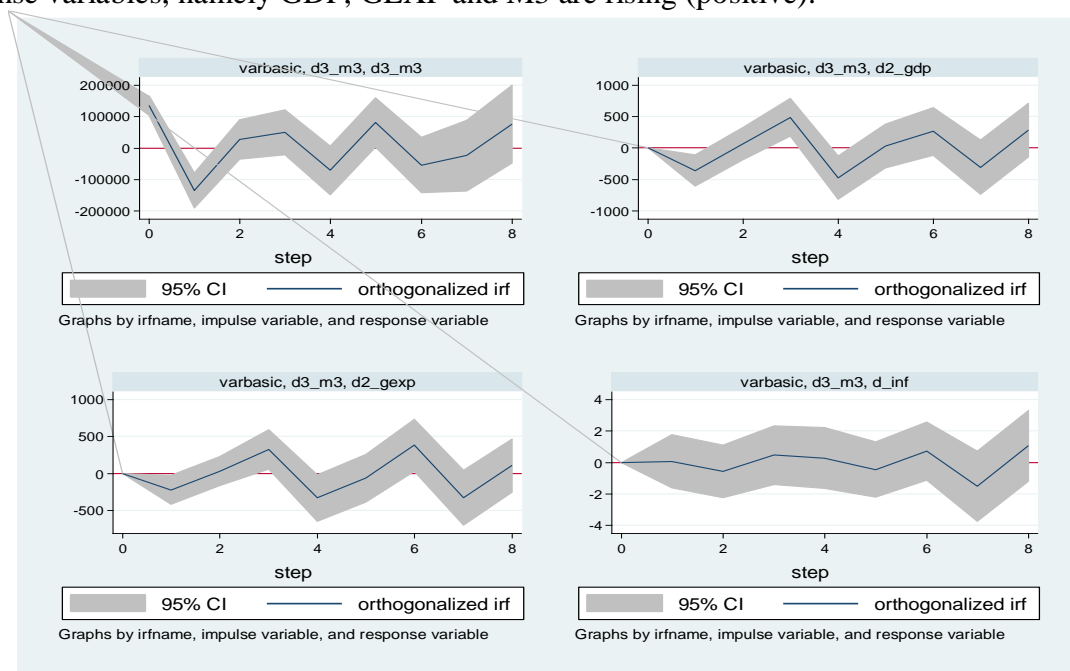 nse variables, namely GDP, GEXP and M3 are rising (positive).
varbasic, d3_m3, d3_m3
200000
100000
0
-100000
-200000
0 2 4 6 8
step
95% CI orthogonalized irf
Graphs by irfname, impulse variable, and response variable
varbasic, d3_m3, d2_gdp
1000
500
0
-500
-1000
0 2 4 6 8
step
95% CI orthogonalized irf
Graphs by irfname, impulse variable, and response variable
varbasic, d3_m3, d2_gexp
1000
500
0
-500
0 2 4 6 8
step
95% CI orthogonalized irf
Graphs by irfname, impulse variable, and response variable
varbasic, d3_m3, d_inf
4
2
0
-2
-4
0 2 4 6 8
step
95% CI orthogonalized irf
Graphs by irfname, impulse variable, and response variable